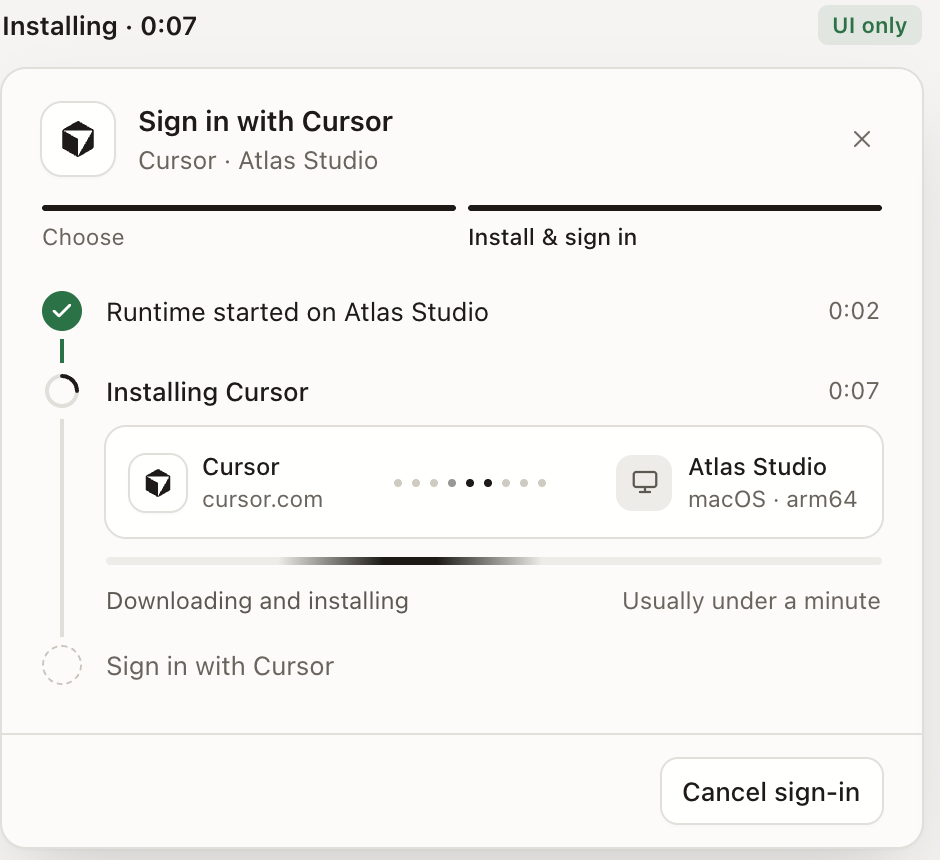 Installing · 0:07
UI only
Sign in with Cursor
Cursor · Atlas Studio
Choose
Install & sign in
Runtime started on Atlas Studio
0:02
Installing Cursor
0:07
Cursor
cursor.com
Atlas Studio
macOS · arm64
Downloading and installing
Usually under a minute
Sign in with Cursor
Cancel sign-in